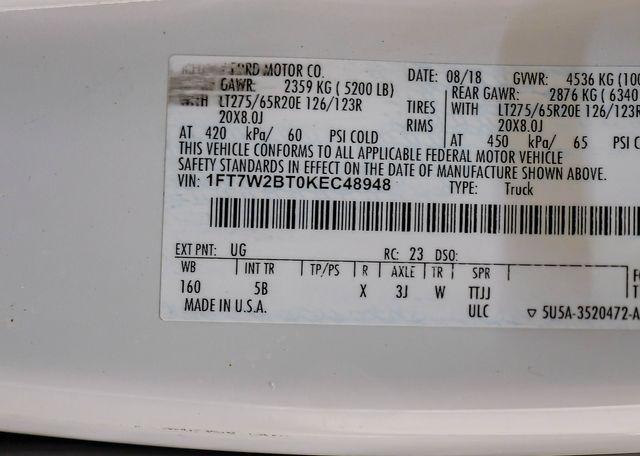 FORD MOTOR CO. DATE: 08/18 GVWR: 4536 KG (100
GAWR: 2359 KG ( 5200 LB) REAR GAWR: 2876 KG ( 6340
WITH LT275/65R20E 126/123R TIRES WITH LT275/65R20E 126/123R
20X8.0J RIMS 20X8.0J
AT 420 kPa/ 60 PSI COLD AT 450 kPa/ 65 PSI
THIS VEHICLE CONFORMS TO ALL APPLICABLE FEDERAL MOTOR VEHICLE
SAFETY STANDARDS IN EFFECT ON THE DATE OF MANUFACTURE SHOWN ABOVE.
VIN: 1FT7W2BT0KEC48948 TYPE: Truck
EXT PNT: UG RC: 23 DSO:
WB INT TR TP/PS R AXLE TR SPR
160 5B X 3J W TTJJ
MADE IN U.S.A. ULC ▽ 5U5A-3520472-A